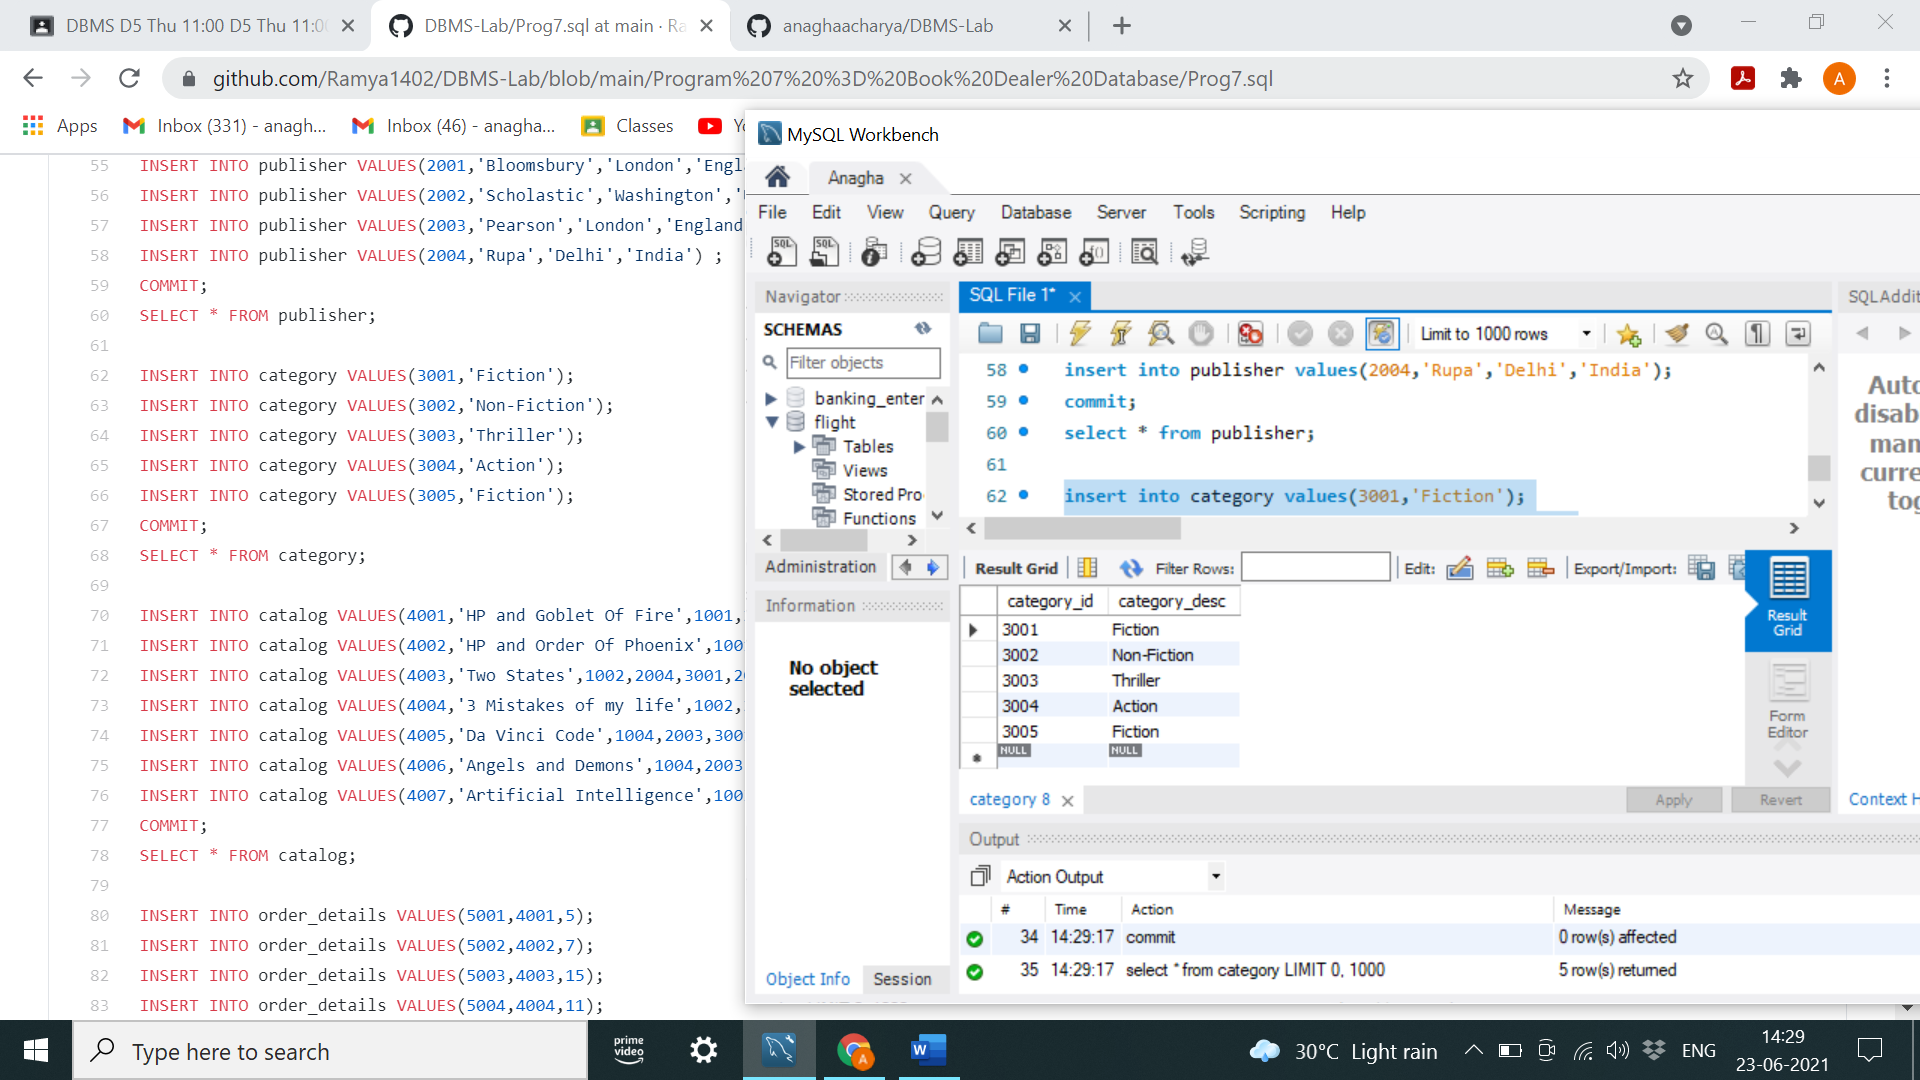 DBMS D5 Thu 11:00 D5 Thu 11:00
DBMS-Lab/Prog7.sql at main · Ra
anaghaacharya/DBMS-Lab
github.com/Ramya1402/DBMS-Lab/blob/main/Program%207%20%3D%20Book%20Dealer%20Database/Prog7.sql
A
Apps
Inbox (331) - anagh...
Inbox (46) - anagha...
Classes
55 INSERT INTO publisher VALUES(2001,'Bloomsbury','London','Engl
56 INSERT INTO publisher VALUES(2002,'Scholastic','Washington','
57 INSERT INTO publisher VALUES(2003,'Pearson','London','England
58 INSERT INTO publisher VALUES(2004,'Rupa','Delhi','India') ;
59 COMMIT;
60 SELECT * FROM publisher;
61
62 INSERT INTO category VALUES(3001,'Fiction');
63 INSERT INTO category VALUES(3002,'Non-Fiction');
64 INSERT INTO category VALUES(3003,'Thriller');
65 INSERT INTO category VALUES(3004,'Action');
66 INSERT INTO category VALUES(3005,'Fiction');
67 COMMIT;
68 SELECT * FROM category;
69
70 INSERT INTO catalog VALUES(4001,'HP and Goblet Of Fire',1001,
71 INSERT INTO catalog VALUES(4002,'HP and Order Of Phoenix',100
72 INSERT INTO catalog VALUES(4003,'Two States',1002,2004,3001,2
73 INSERT INTO catalog VALUES(4004,'3 Mistakes of my life',1002,
74 INSERT INTO catalog VALUES(4005,'Da Vinci Code',1004,2003,300
75 INSERT INTO catalog VALUES(4006,'Angels and Demons',1004,2003
76 INSERT INTO catalog VALUES(4007,'Artificial Intelligence',100
77 COMMIT;
78 SELECT * FROM catalog;
79
80 INSERT INTO order_details VALUES(5001,4001,5);
81 INSERT INTO order_details VALUES(5002,4002,7);
82 INSERT INTO order_details VALUES(5003,4003,15);
83 INSERT INTO order_details VALUES(5004,4004,11);
MySQL Workbench
Anagha
File Edit View Query Database Server Tools Scripting Help
Navigator
SCHEMAS
Filter objects
banking_enter
flight
Tables
Views
Stored Pro
Functions
Administration
Information
No object
selected
Object Info Session
SQL File 1*
Limit to 1000 rows
58 insert into publisher values(2004,'Rupa','Delhi','India');
59 commit;
60 select * from publisher;
61
62 insert into category values(3001,'Fiction');
Result Grid Filter Rows: Edit: Export/Import:
category_id category_desc
3001 Fiction
3002 Non-Fiction
3003 Thriller
3004 Action
3005 Fiction
NULL NULL
Result
Grid
Form
Editor
category 8
Apply Revert
Output
Action Output
# Time Action Message
34 14:29:17 commit 0 row(s) affected
35 14:29:17 select * from category LIMIT 0, 1000 5 row(s) returned
SQLAddit
Auto
disab
man
curre
tog
Context H
Type here to search
prime
video
A
W
30°C Light rain
ENG
14:29
23-06-2021